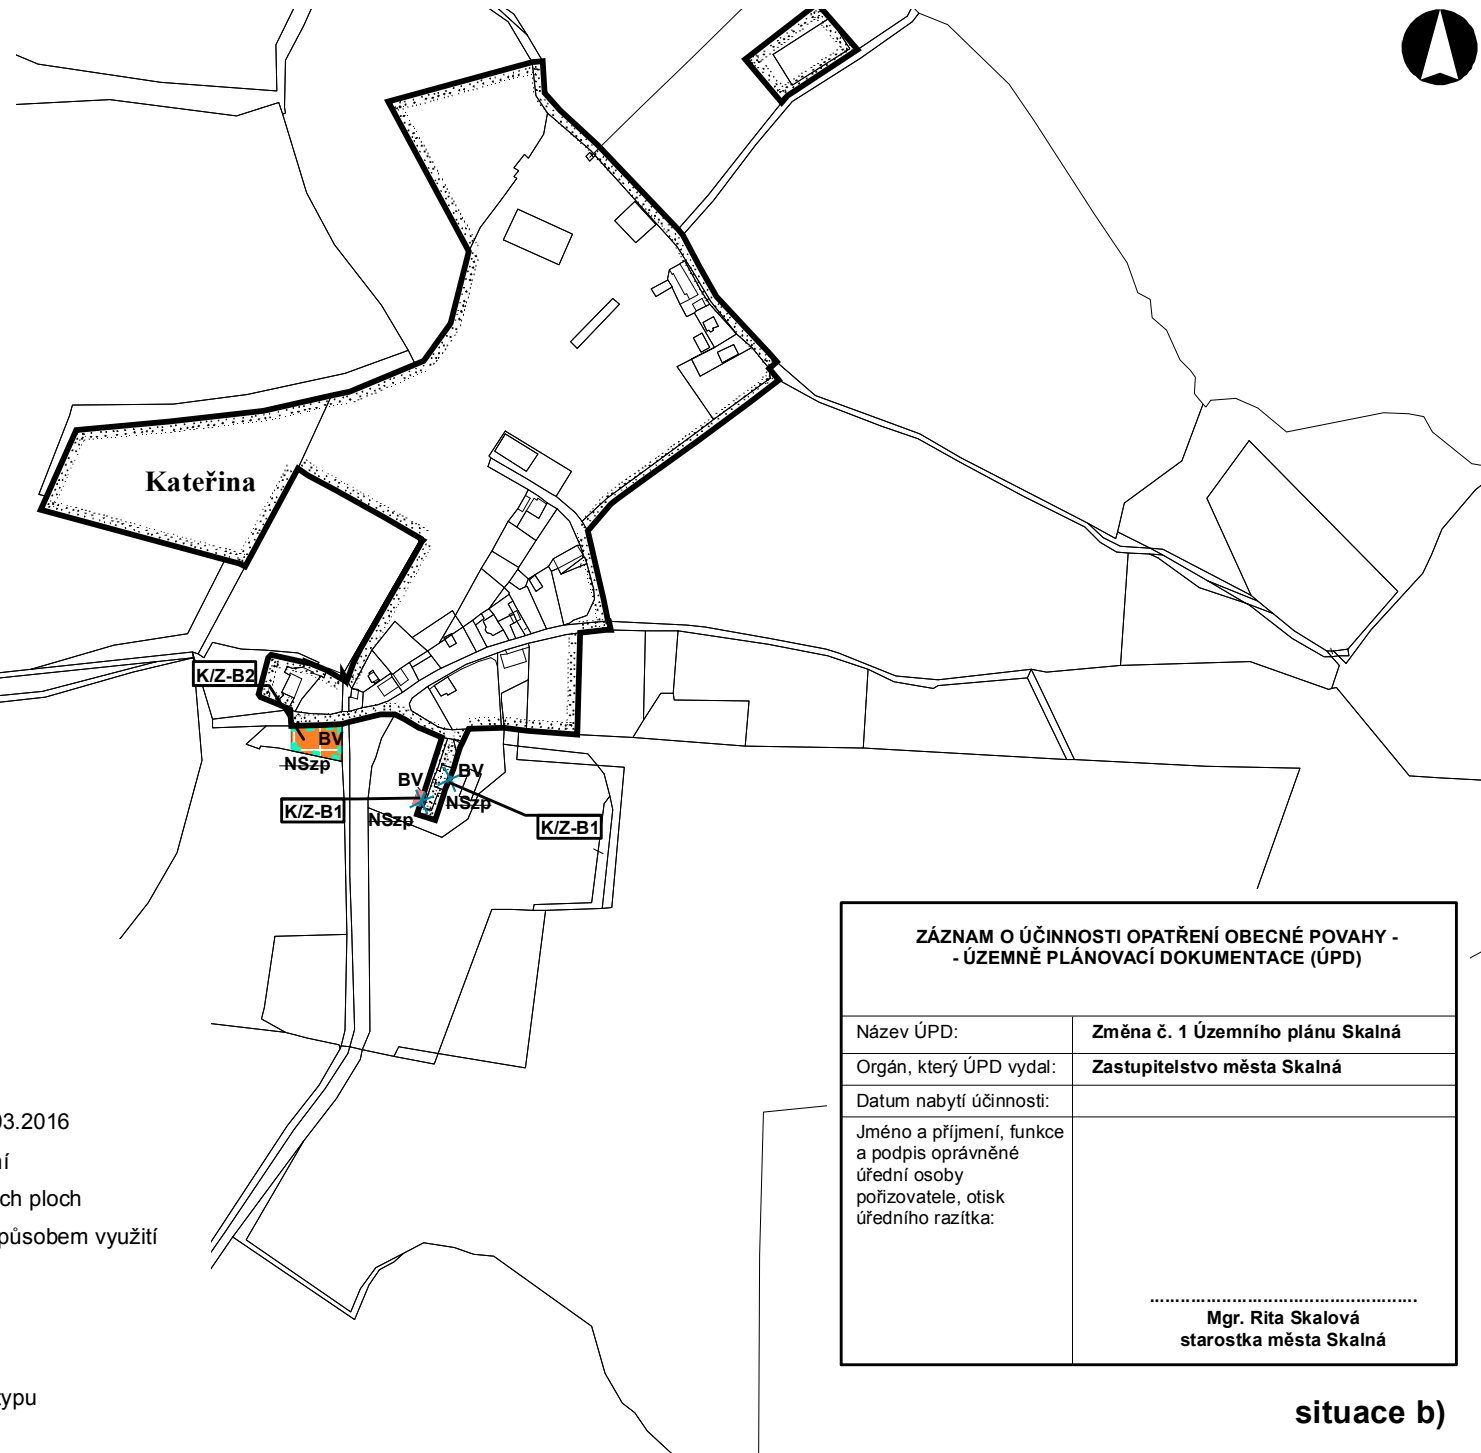 Kateřina
K/Z-B2
BV
NSzp
BV
BV
NSzp
K/Z-B1
NSzp
K/Z-B1
ZÁZNAM O ÚČINNOSTI OPATŘENÍ OBECNÉ POVAHY -
- ÚZEMNĚ PLÁNOVACÍ DOKUMENTACE (ÚPD)
Název ÚPD: Změna č. 1 Územního plánu Skalná
Orgán, který ÚPD vydal: Zastupitelstvo města Skalná
Datum nabytí účinnosti:
Jméno a příjmení, funkce
a podpis oprávněné
úřední osoby
pořizovatele, otisk
úředního razítka:
Mgr. Rita Skalová
starostka města Skalná
03.2016
ní
ch ploch
působem využití
typu
situace b)